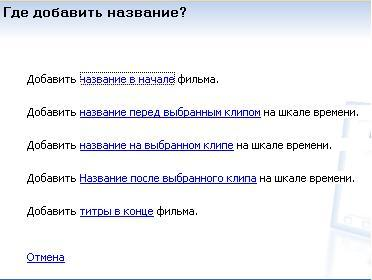 Где добавить название?
Добавить название в начале фильма.
Добавить название перед выбранным клипом на шкале времени.
Добавить название на выбранном клипе на шкале времени.
Добавить Название после выбранного клипа на шкале времени.
Добавить титры в конце фильма.
Отмена